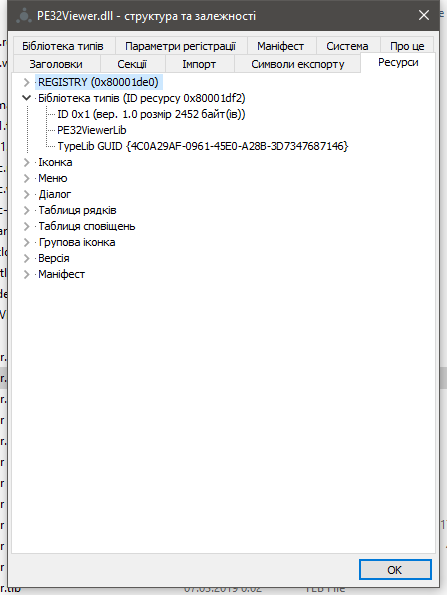 PE32Viewer.dll - структура та залежності
Бібліотека типів
Параметри регістрації
Маніфест
Система
Про це
Заголовки
Секції
Імпорт
Символи експорту
Ресурси
REGISTRY (0x80001de0)
Бібліотека типів (ID ресурсу 0x80001df2)
ID 0x1 (вер. 1.0 розмір 2452 байт(ів))
PE32ViewerLib
TypeLib GUID {4C0A29AF-0961-45E0-A28B-3D7347687146}
Іконка
Меню
Діалог
Таблиця рядків
Таблиця сповіщень
Групова іконка
Версія
Маніфест
OK